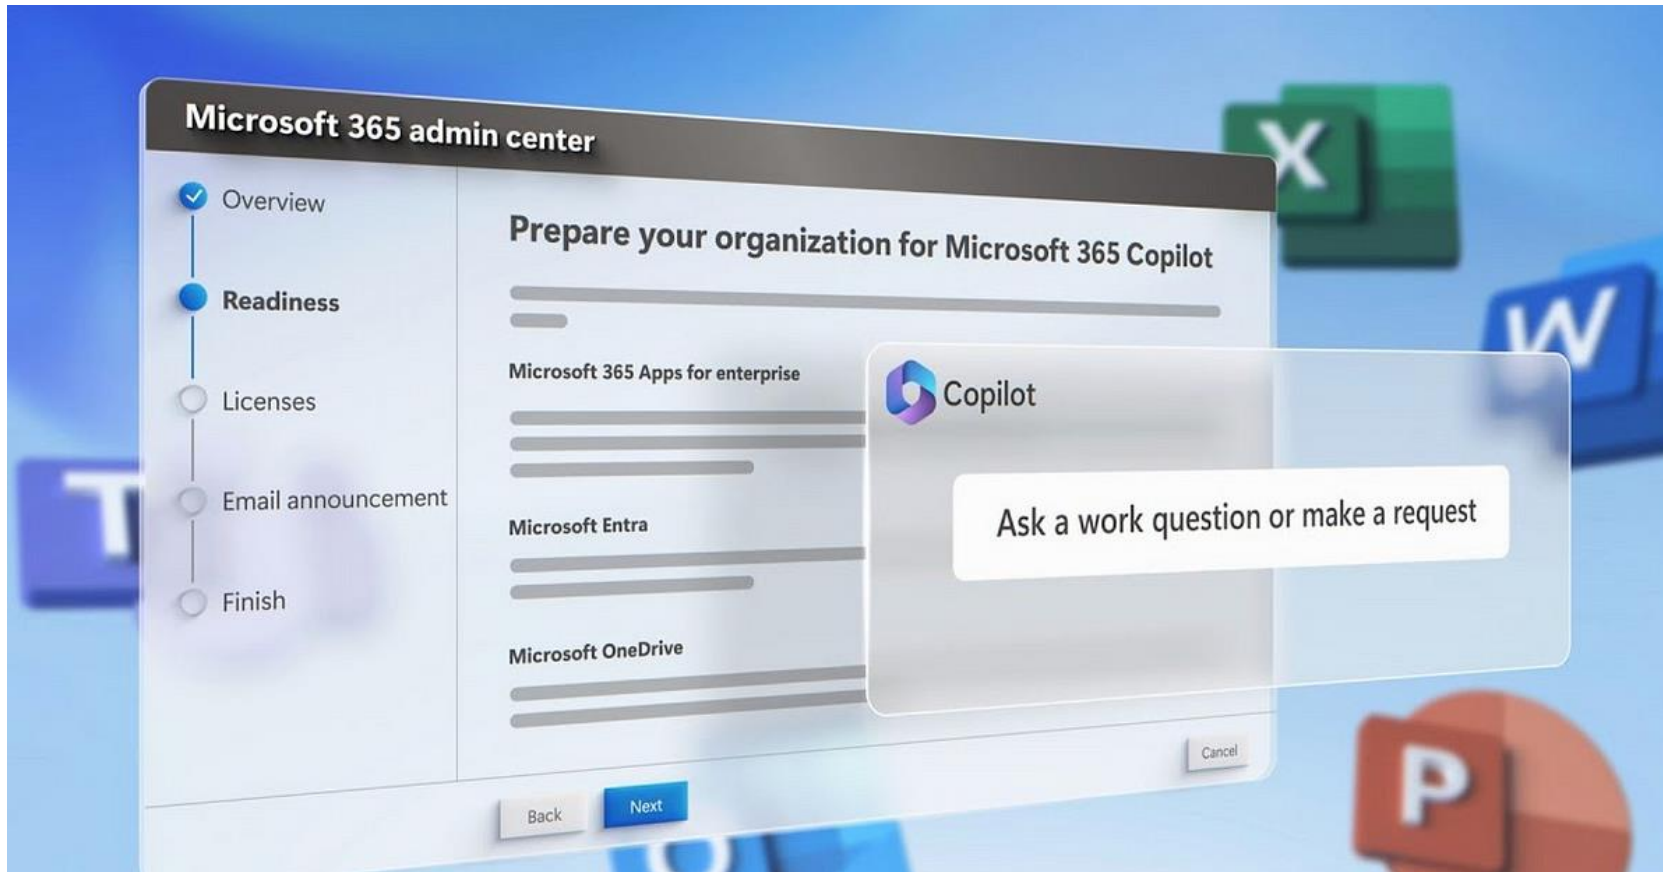 Microsoft 365 admin center
Overview
Readiness
Licenses
Email announcement
Finish
Prepare your organization for Microsoft 365 Copilot
Microsoft 365 Apps for enterprise
Microsoft Entra
Microsoft OneDrive
Copilot
Ask a work question or make a request
Back
Next
Cancel
X
W
T
P
O